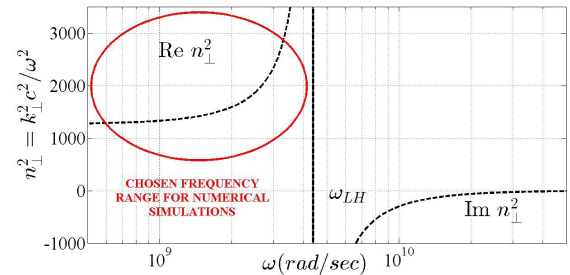 3000
2000
1000
0
-1000
n²⊥ = k²⊥c²/ω²
Re n²⊥
CHOSEN FREQUENCY
RANGE FOR NUMERICAL
SIMULATIONS
ω_LH
Im n²⊥
10⁹
10¹⁰
ω(rad/sec)